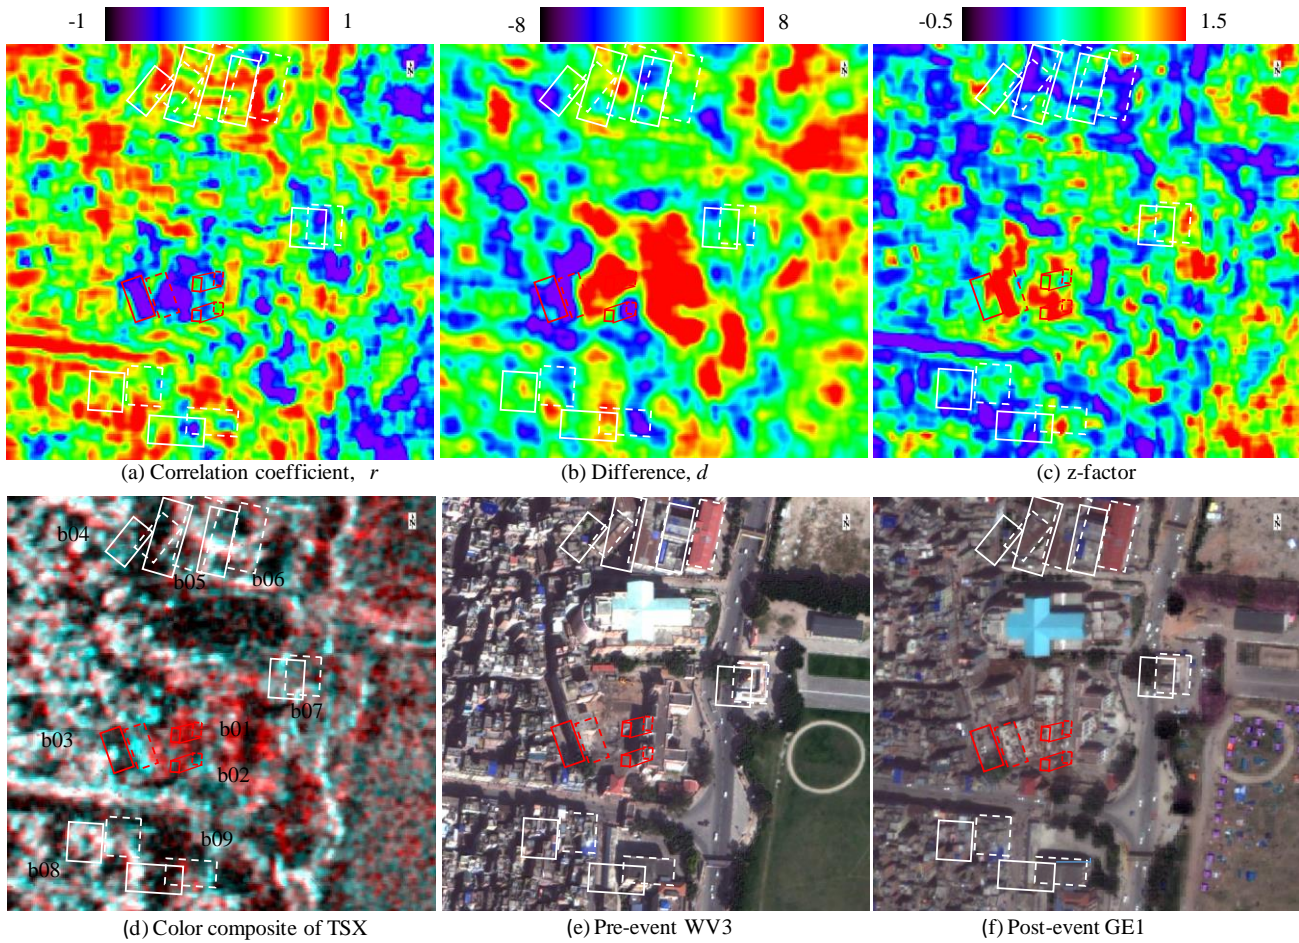 -1 1 -8 8 -0.5 1.5
N N N
(a) Correlation coefficient, r (b) Difference, d (c) z-factor
N N N
b04
b05 b06
b07
b01
b03
b02
b09
b08
(d) Color composite of TSX (e) Pre-event WV3 (f) Post-event GE1